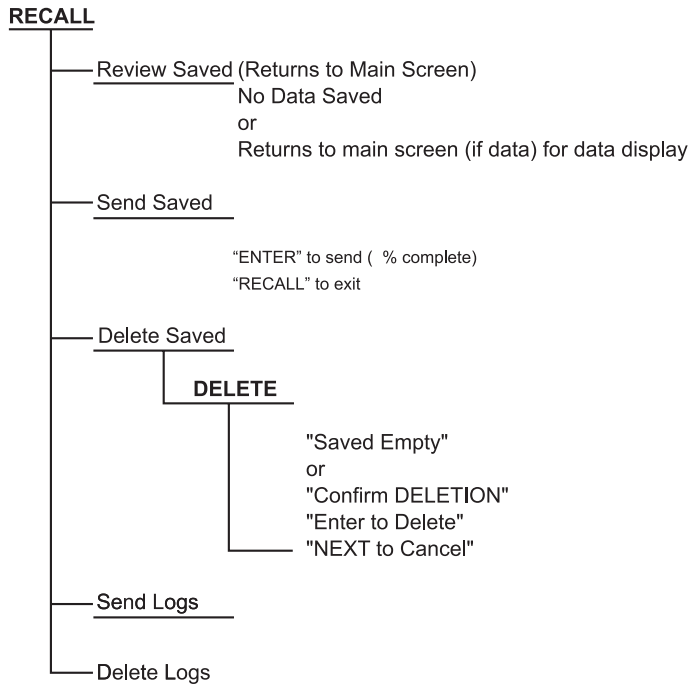 RECALL
Review Saved (Returns to Main Screen)
No Data Saved
or
Returns to main screen (if data) for data display
Send Saved
“ENTER” to send (  % complete)
“RECALL” to exit
Delete Saved
DELETE
"Saved Empty"
or
"Confirm DELETION"
"Enter to Delete"
"NEXT to Cancel"
Send Logs
Delete Logs